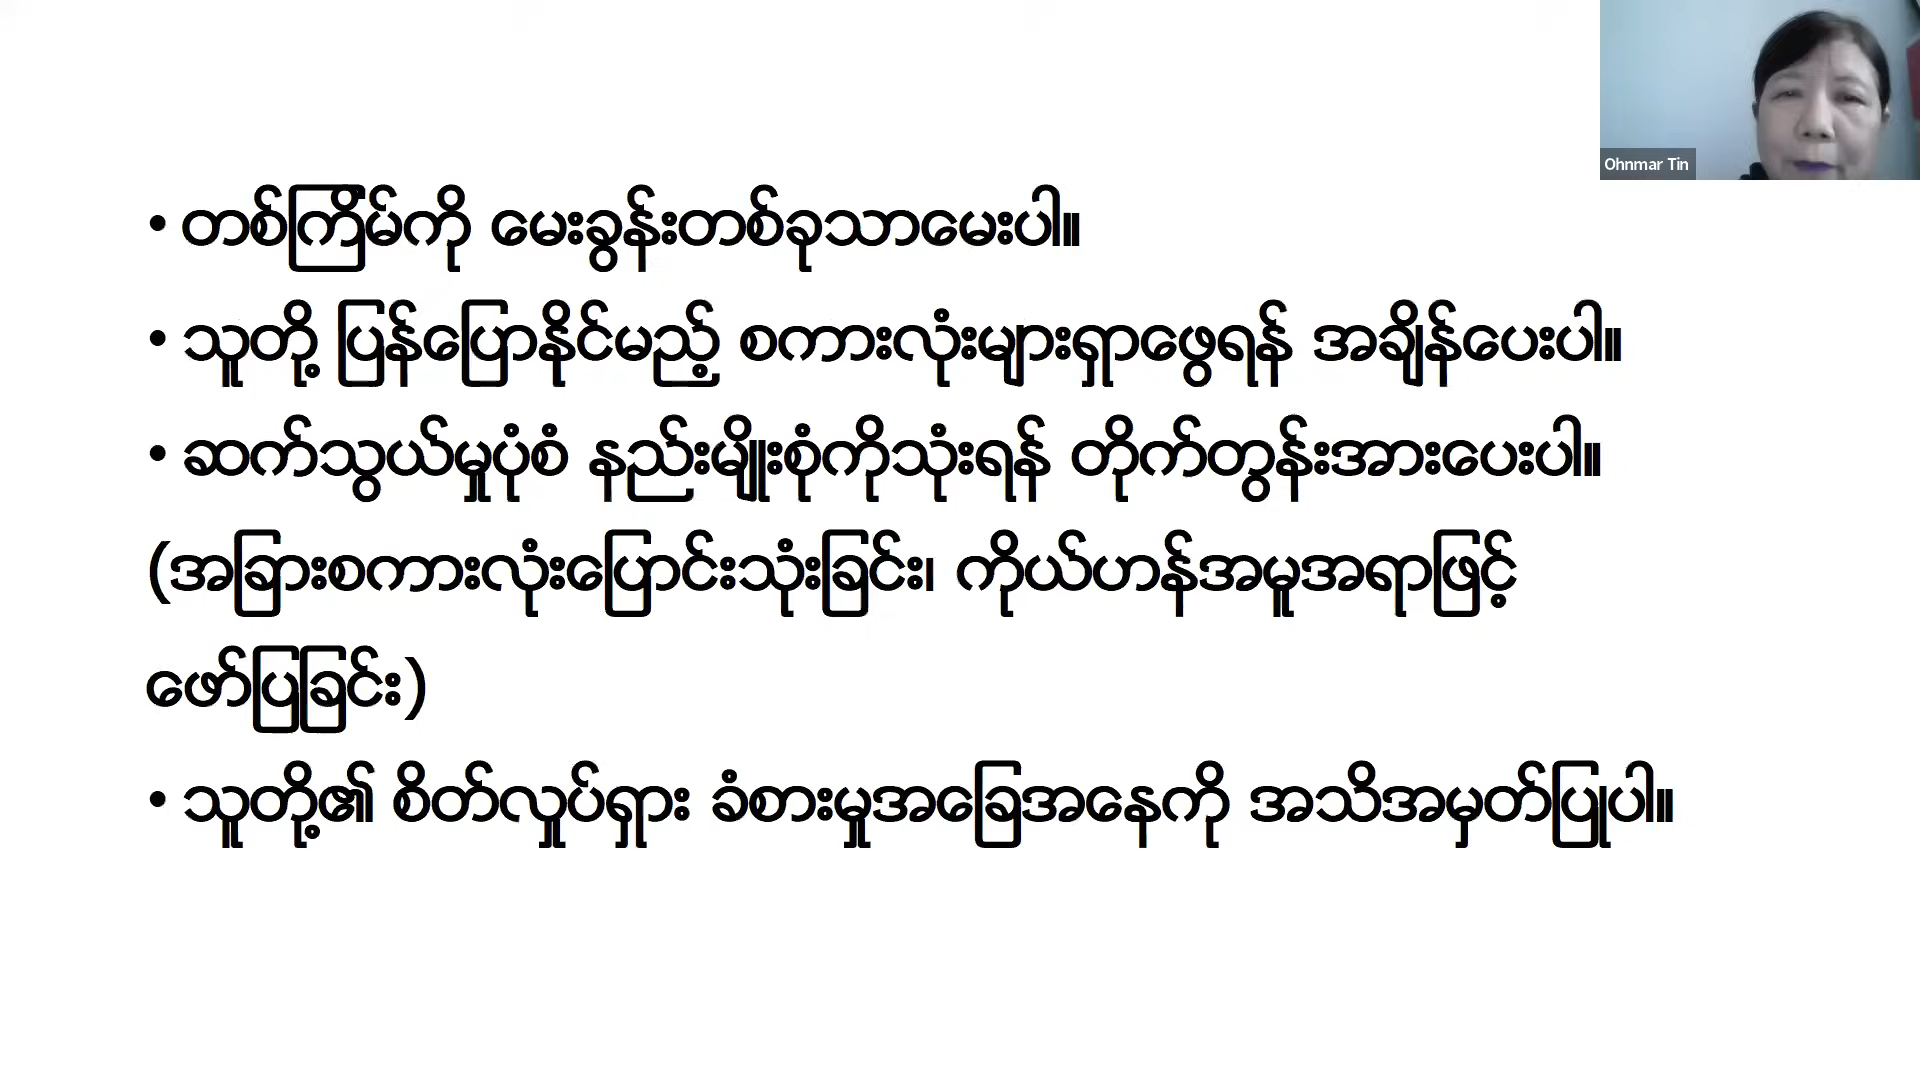 Ohnmar Tin
• တစ်ကြိမ်ကို မေးခွန်းတစ်ခုသာမေးပါ။
• သူတို့ ပြန်ပြောနိုင်မည့် စကားလုံးများရှာဖွေရန် အချိန်ပေးပါ။
• ဆက်သွယ်မှုပုံစံ နည်းမျိုးစုံကိုသုံးရန် တိုက်တွန်းအားပေးပါ။
(အခြားစကားလုံးပြောင်းသုံးခြင်း၊ ကိုယ်ဟန်အမူအရာဖြင့်
ဖော်ပြခြင်း)
• သူတို့၏ စိတ်လှုပ်ရှား ခံစားမှုအခြေအနေကို အသိအမှတ်ပြုပါ။